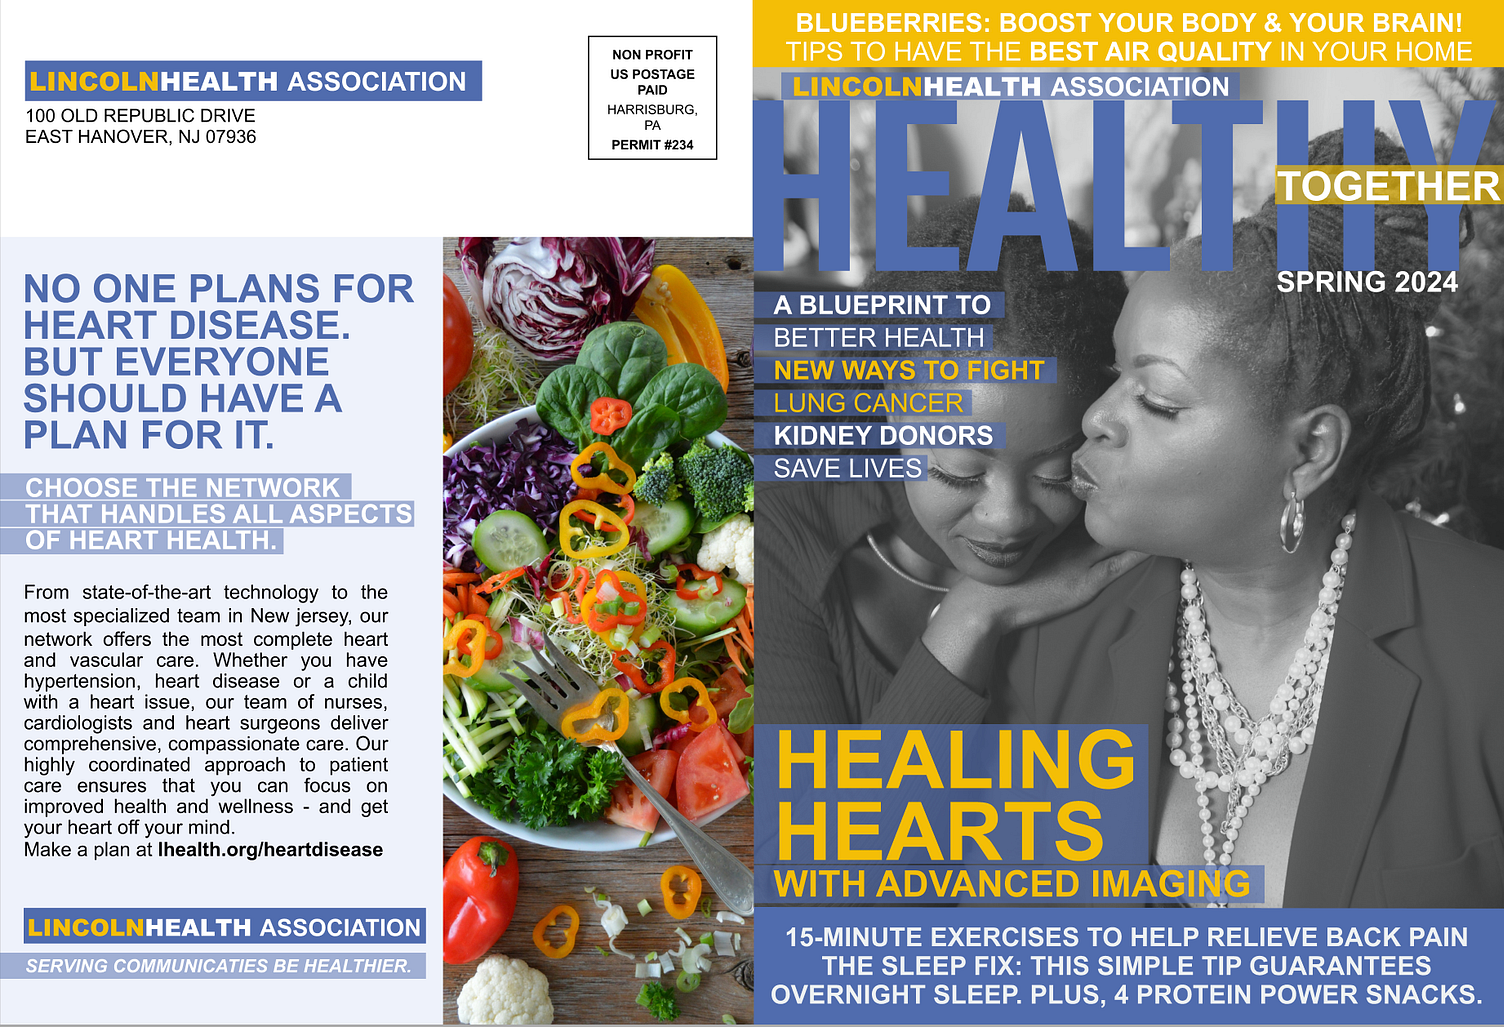 LINCOLNHEALTH ASSOCIATION
100 OLD REPUBLIC DRIVE
EAST HANOVER, NJ 07936
NON PROFIT
US POSTAGE
PAID
HARRISBURG,
PA
PERMIT #234
NO ONE PLANS FOR
HEART DISEASE.
BUT EVERYONE
SHOULD HAVE A
PLAN FOR IT.
CHOOSE THE NETWORK
THAT HANDLES ALL ASPECTS
OF HEART HEALTH.
From state-of-the-art technology to the
most specialized team in New jersey, our
network offers the most complete heart
and vascular care. Whether you have
hypertension, heart disease or a child
with a heart issue, our team of nurses,
cardiologists and heart surgeons deliver
comprehensive, compassionate care. Our
highly coordinated approach to patient
care ensures that you can focus on
improved health and wellness - and get
your heart off your mind.
Make a plan at lhealth.org/heartdisease
LINCOLNHEALTH ASSOCIATION
SERVING COMMUNICATIES BE HEALTHIER.
BLUEBERRIES: BOOST YOUR BODY & YOUR BRAIN!
TIPS TO HAVE THE BEST AIR QUALITY IN YOUR HOME
LINCOLNHEALTH ASSOCIATION
HEALTHY
TOGETHER
SPRING 2024
A BLUEPRINT TO
BETTER HEALTH
NEW WAYS TO FIGHT
LUNG CANCER
KIDNEY DONORS
SAVE LIVES
HEALING
HEARTS
WITH ADVANCED IMAGING
15-MINUTE EXERCISES TO HELP RELIEVE BACK PAIN
THE SLEEP FIX: THIS SIMPLE TIP GUARANTEES
OVERNIGHT SLEEP. PLUS, 4 PROTEIN POWER SNACKS.